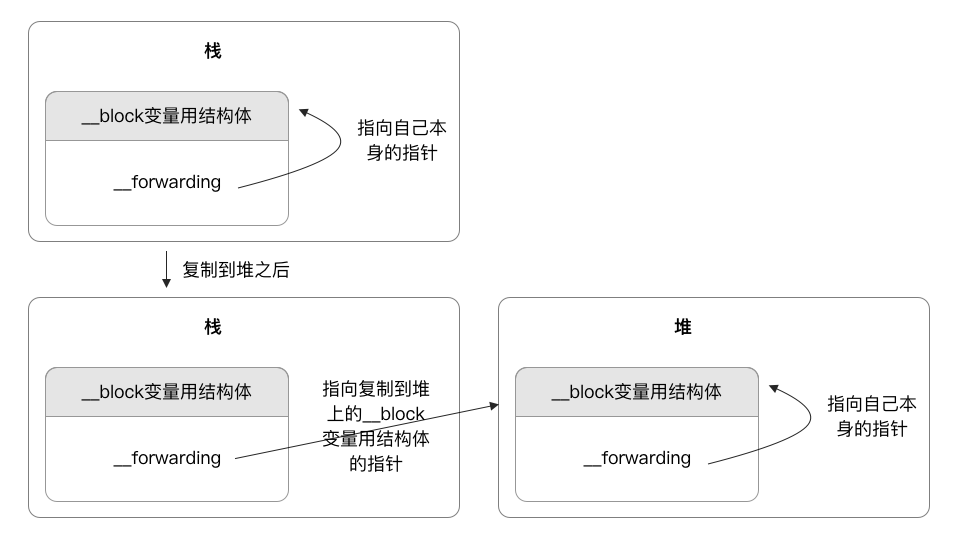 栈
__block变量用结构体
__forwarding
指向自己本
身的指针
复制到堆之后
栈
__block变量用结构体
__forwarding
指向复制到堆
上的__block
变量用结构体
的指针
堆
__block变量用结构体
__forwarding
指向自己本
身的指针